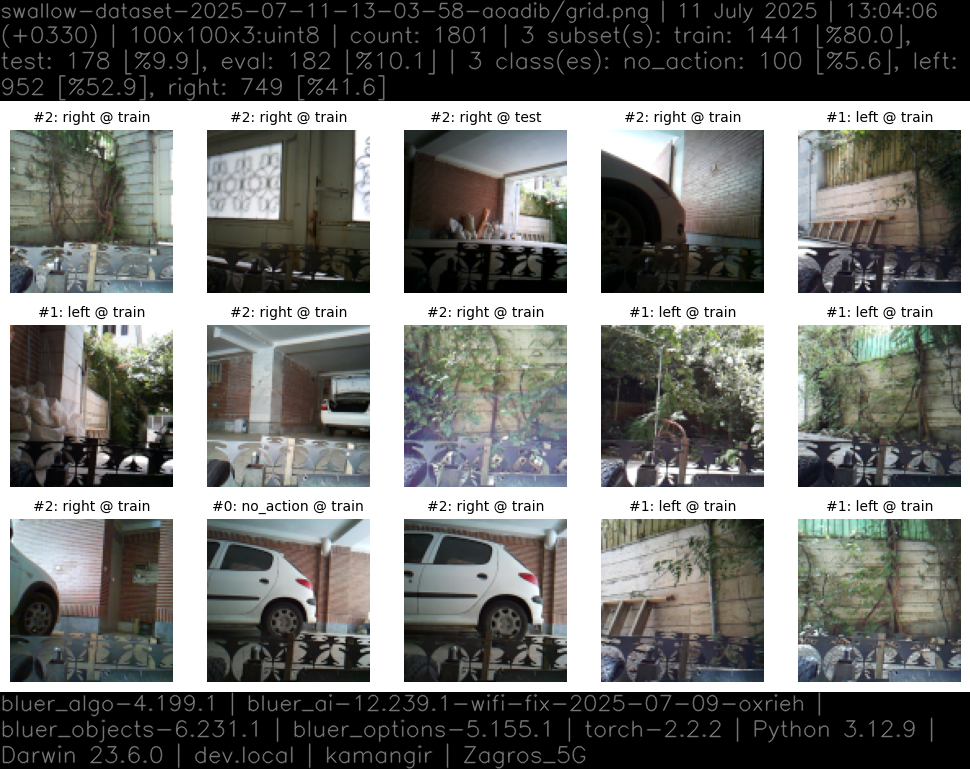 swallow-dataset-2025-07-11-13-03-58-aoadib/grid.png | 11 July 2025 | 13:04:06
(+0330) | 100x100x3:uint8 | count: 1801 | 3 subset(s): train: 1441 [%80.0],
test: 178 [%9.9], eval: 182 [%10.1] | 3 class(es): no_action: 100 [%5.6], left:
952 [%52.9], right: 749 [%41.6]
#2: right @ train #2: right @ train #2: right @ test #2: right @ train #1: left @ train
#1: left @ train #2: right @ train #2: right @ train #1: left @ train #1: left @ train
#2: right @ train #0: no_action @ train #2: right @ train #1: left @ train #1: left @ train
bluer_algo-4.199.1 | bluer_ai-12.239.1-wifi-fix-2025-07-09-oxrieh |
bluer_objects-6.231.1 | bluer_options-5.155.1 | torch-2.2.2 | Python 3.12.9 |
Darwin 23.6.0 | dev.local | kamangir | Zagros_5G